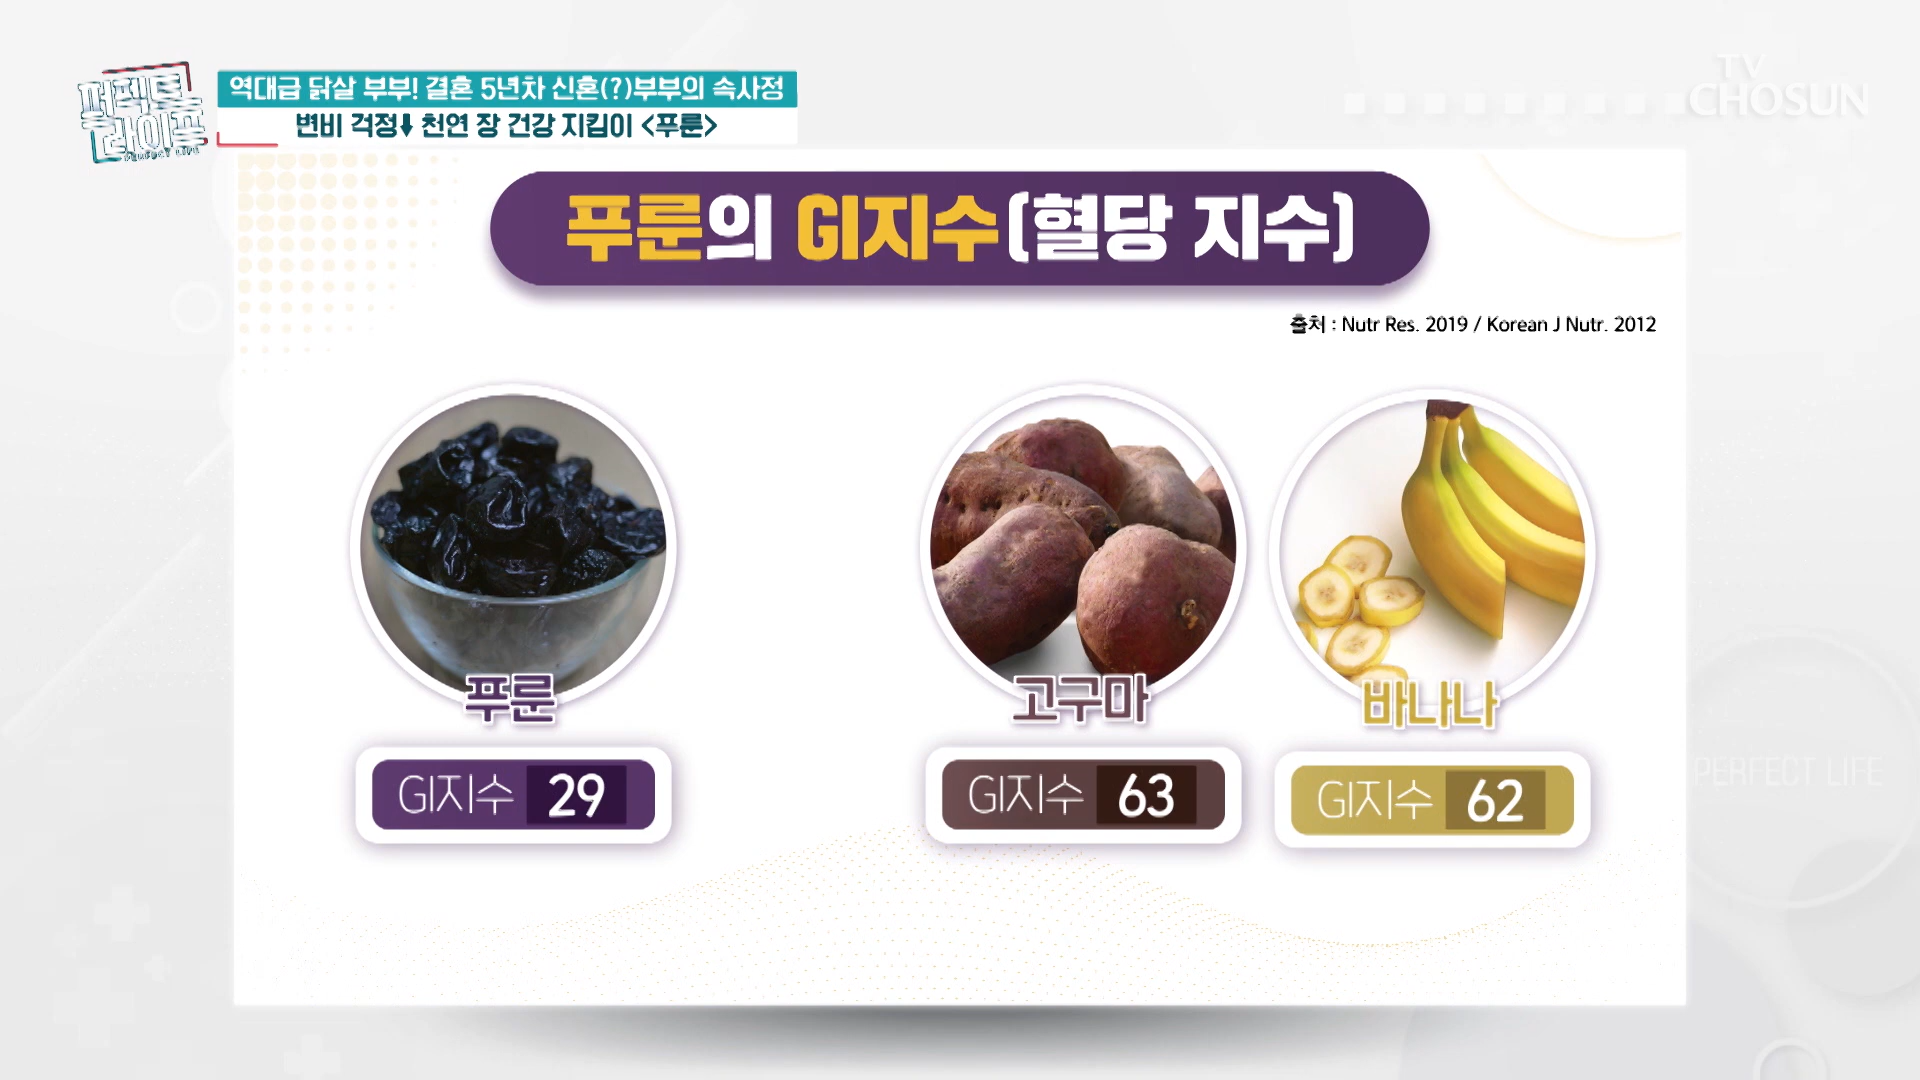 퍼펙트
라이프
PERFECT LIFE
역대급 닭살 부부! 결혼 5년차 신혼(?)부부의 속사정
변비 걱정⬇ 천연 장 건강 지킴이 <푸룬>
TV
CHOSUN
푸룬의 GI지수(혈당 지수)
출처 : Nutr Res. 2019 / Korean J Nutr. 2012
푸룬
고구마
바나나
GI지수 29
GI지수 63
GI지수 62
PERFECT LIFE